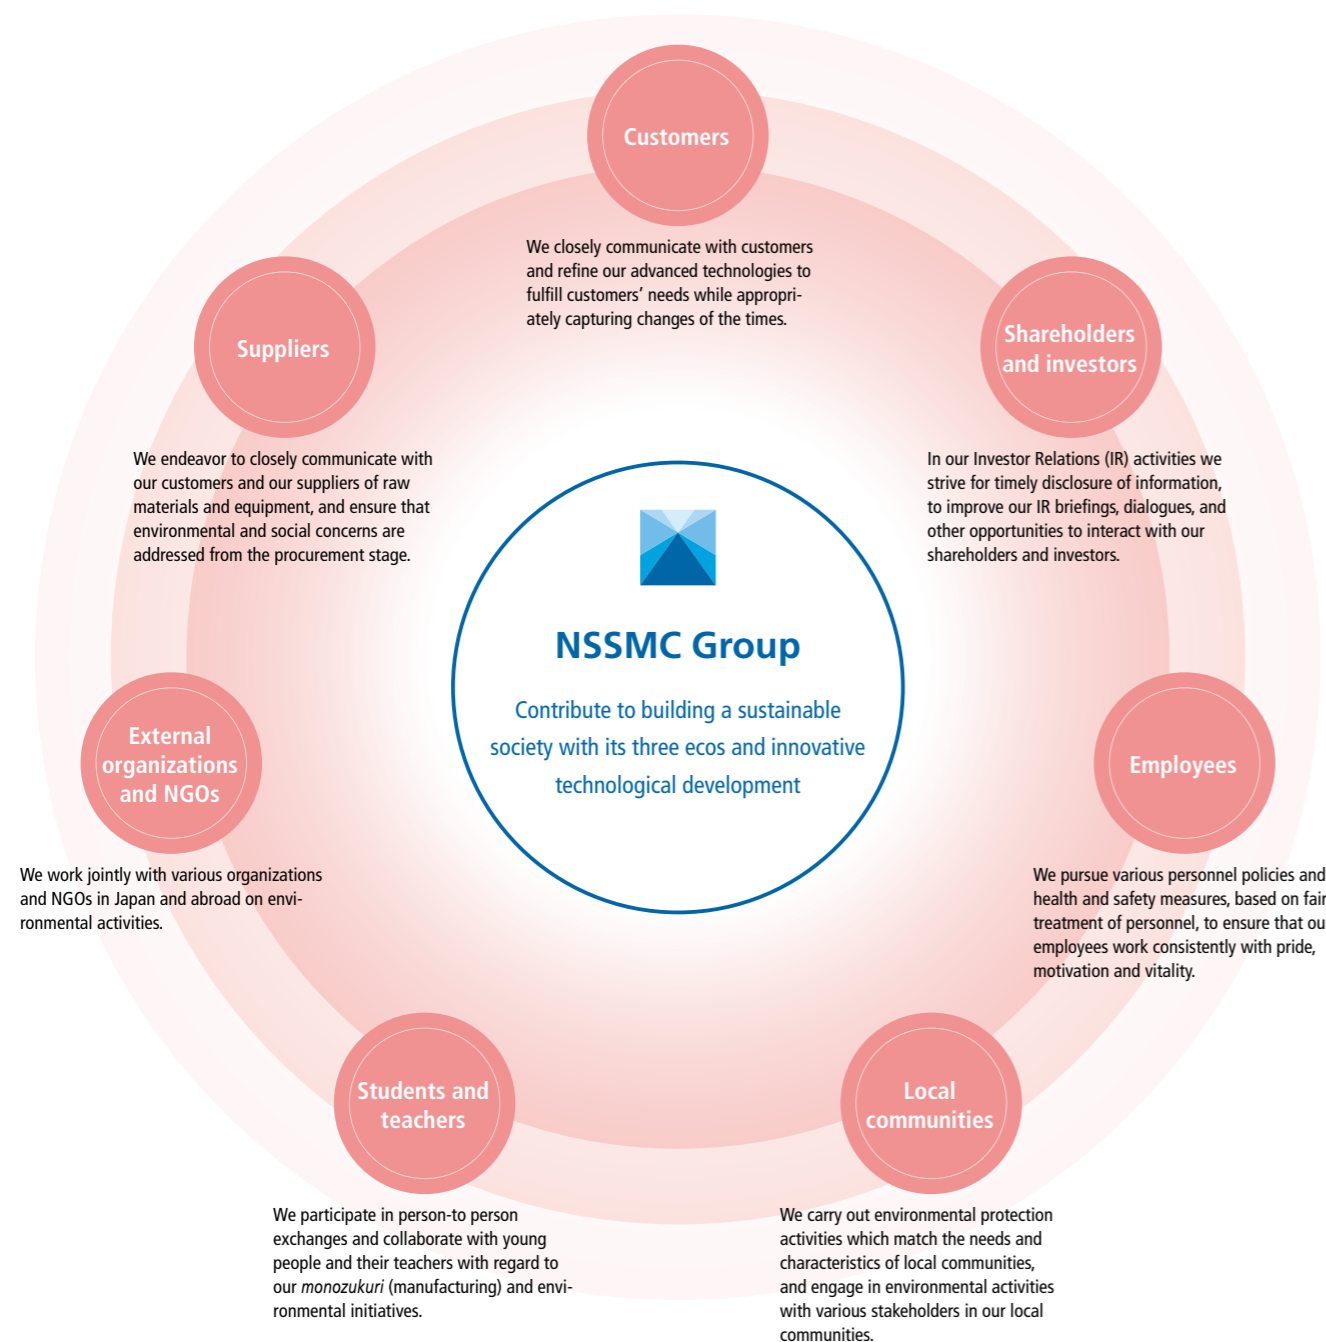 Customers
We closely communicate with customers
and refine our advanced technologies to
fulfill customers’ needs while appropri-
ately capturing changes of the times.
Suppliers
We endeavor to closely communicate with
our customers and our suppliers of raw
materials and equipment, and ensure that
environmental and social concerns are
addressed from the procurement stage.
Shareholders
and investors
In our Investor Relations (IR) activities we
strive for timely disclosure of information,
to improve our IR briefings, dialogues, and
other opportunities to interact with our
shareholders and investors.
NSSMC Group
Contribute to building a sustainable
society with its three ecos and innovative
technological development
External
organizations
and NGOs
We work jointly with various organizations
and NGOs in Japan and abroad on envi-
ronmental activities.
Employees
We pursue various personnel policies and
health and safety measures, based on fair
treatment of personnel, to ensure that ou
employees work consistently with pride,
motivation and vitality.
Students and
teachers
We participate in person-to person
exchanges and collaborate with young
people and their teachers with regard to
our monozukuri (manufacturing) and envi-
ronmental initiatives.
Local
communities
We carry out environmental protection
activities which match the needs and
characteristics of local communities,
and engage in environmental activities
with various stakeholders in our local
communities.